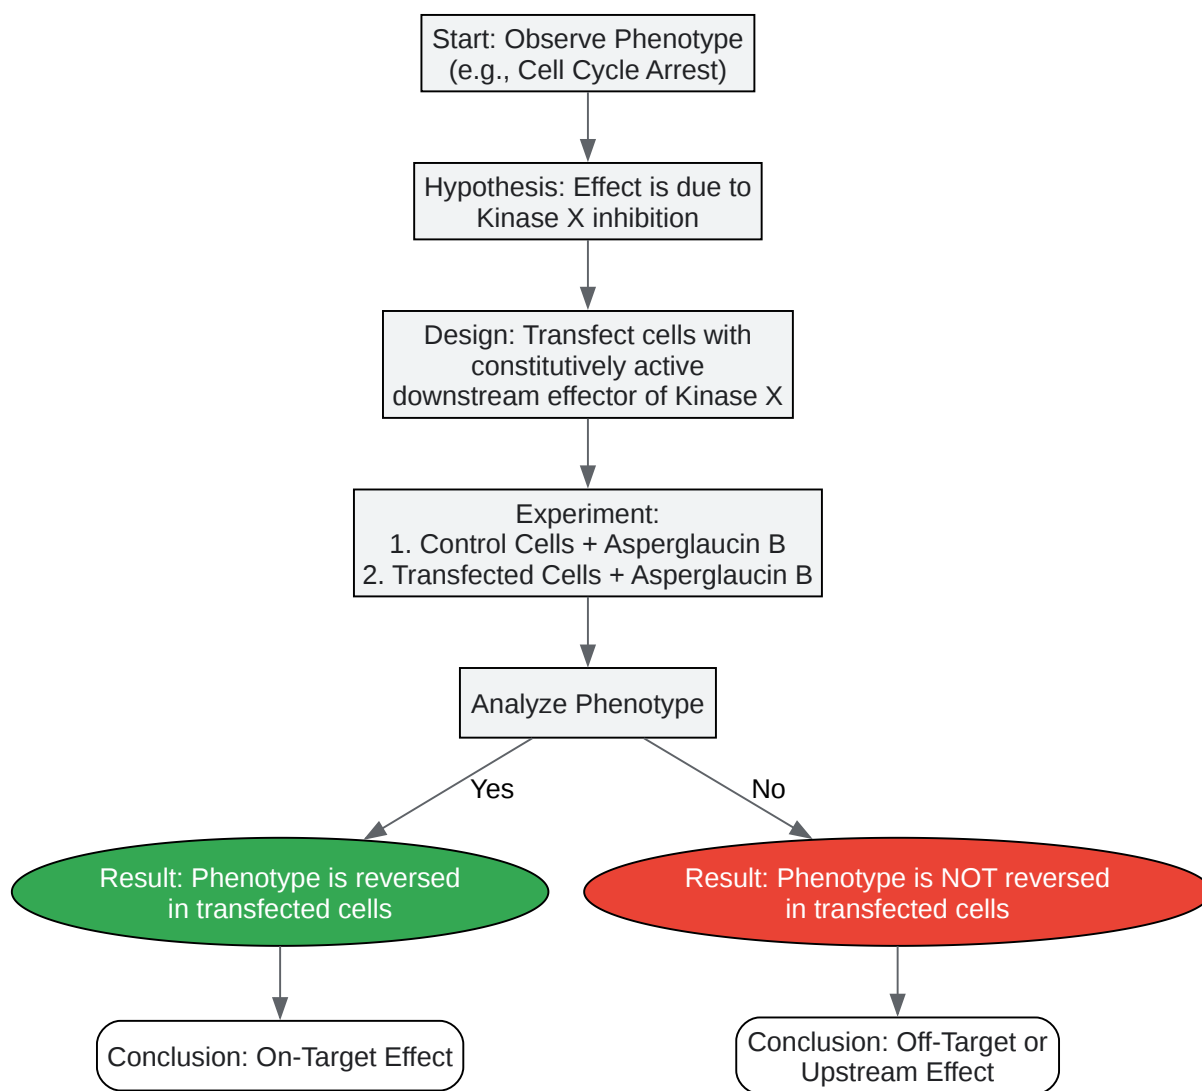 Start: Observe Phenotype
(e.g., Cell Cycle Arrest)
Hypothesis: Effect is due to
Kinase X inhibition
Design: Transfect cells with
constitutively active
downstream effector of Kinase X
Experiment:
1. Control Cells + Asperglaucin B
2. Transfected Cells + Asperglaucin B
Analyze Phenotype
Yes
No
Result: Phenotype is reversed
in transfected cells
Result: Phenotype is NOT reversed
in transfected cells
Conclusion: On-Target Effect
Conclusion: Off-Target or
Upstream Effect